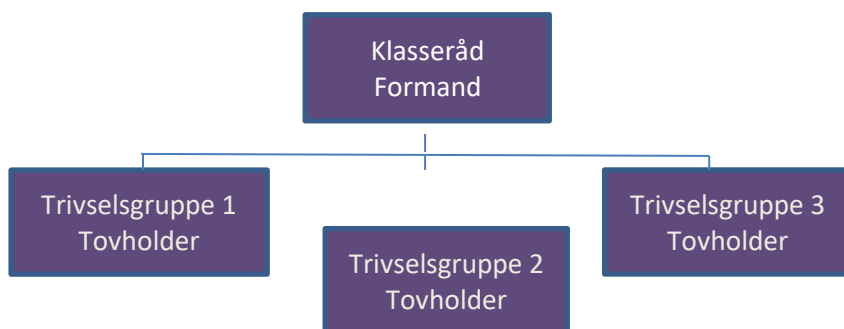 Klasseråd
Formand
Trivselsgruppe 1
Tovholder
Trivselsgruppe 2
Tovholder
Trivselsgruppe 3
Tovholder